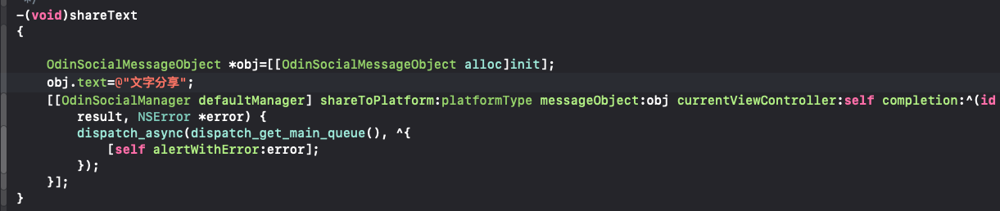 */
-(void)shareText
{
OdinSocialMessageObject *obj=[[OdinSocialMessageObject alloc]init];
obj.text=@"文字分享";
[[OdinSocialManager defaultManager] shareToPlatform:platformType messageObject:obj currentViewController:self completion:^(id
result, NSError *error) {
dispatch_async(dispatch_get_main_queue(), ^{
[self alertWithError:error];
});
}];
}